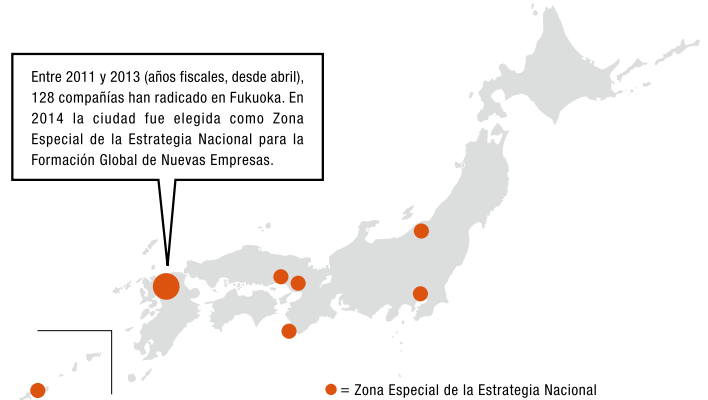 Entre 2011 y 2013 (años fiscales, desde abril),
128 compañías han radicado en Fukuoka. En
2014 la ciudad fue elegida como Zona
Especial de la Estrategia Nacional para la
Formación Global de Nuevas Empresas.
= Zona Especial de la Estrategia Nacional